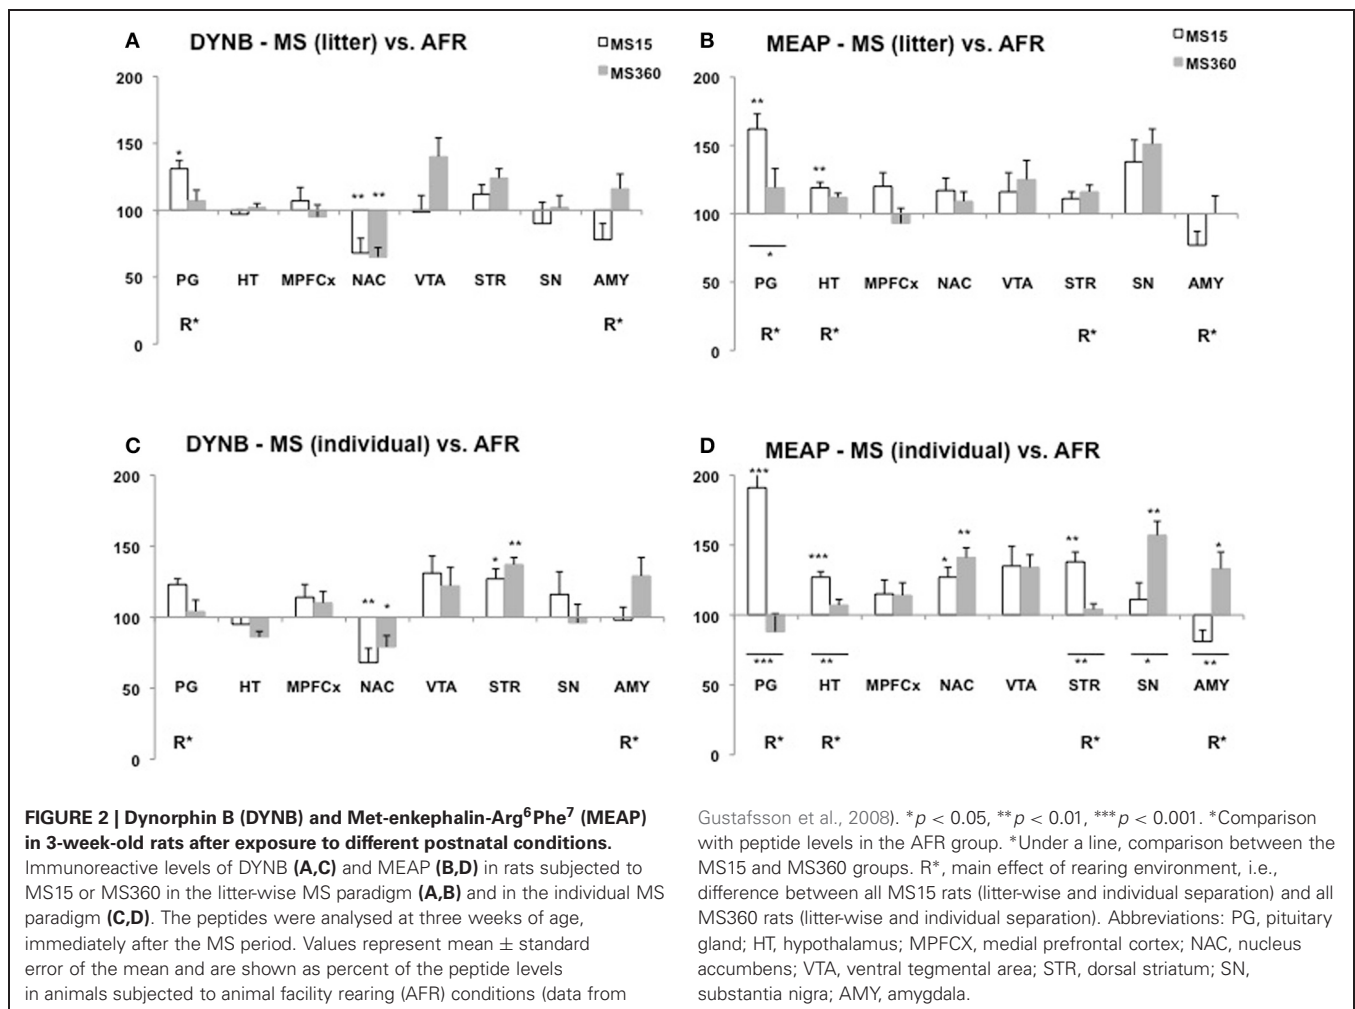 A
DYNB - MS (litter) vs. AFR
MS15
MS360
200
150
100
50
0
*
**
**
PG HT MPFCx NAC VTA STR SN AMY
R* R*
B
MEAP - MS (litter) vs. AFR
MS15
MS360
200
150
100
50
0
**
**
*
PG HT MPFCx NAC VTA STR SN AMY
R* R* R* R*
C
DYNB - MS (individual) vs. AFR
200
150
100
50
0
**
*
*
**
PG HT MPFCx NAC VTA STR SN AMY
R* R*
D
MEAP - MS (individual) vs. AFR
200
150
100
50
0
***
***
*
**
**
**
*
*** ** ** * **
PG HT MPFCx NAC VTA STR SN AMY
R* R* R* R*
FIGURE 2 | Dynorphin B (DYNB) and Met-enkephalin-Arg⁶Phe⁷ (MEAP)
in 3-week-old rats after exposure to different postnatal conditions.
Immunoreactive levels of DYNB (A,C) and MEAP (B,D) in rats subjected to
MS15 or MS360 in the litter-wise MS paradigm (A,B) and in the individual MS
paradigm (C,D). The peptides were analysed at three weeks of age,
immediately after the MS period. Values represent mean ± standard
error of the mean and are shown as percent of the peptide levels
in animals subjected to animal facility rearing (AFR) conditions (data from
Gustafsson et al., 2008). *p < 0.05, **p < 0.01, ***p < 0.001. *Comparison
with peptide levels in the AFR group. *Under a line, comparison between the
MS15 and MS360 groups. R*, main effect of rearing environment, i.e.,
difference between all MS15 rats (litter-wise and individual separation) and all
MS360 rats (litter-wise and individual separation). Abbreviations: PG, pituitary
gland; HT, hypothalamus; MPFCX, medial prefrontal cortex; NAC, nucleus
accumbens; VTA, ventral tegmental area; STR, dorsal striatum; SN,
substantia nigra; AMY, amygdala.